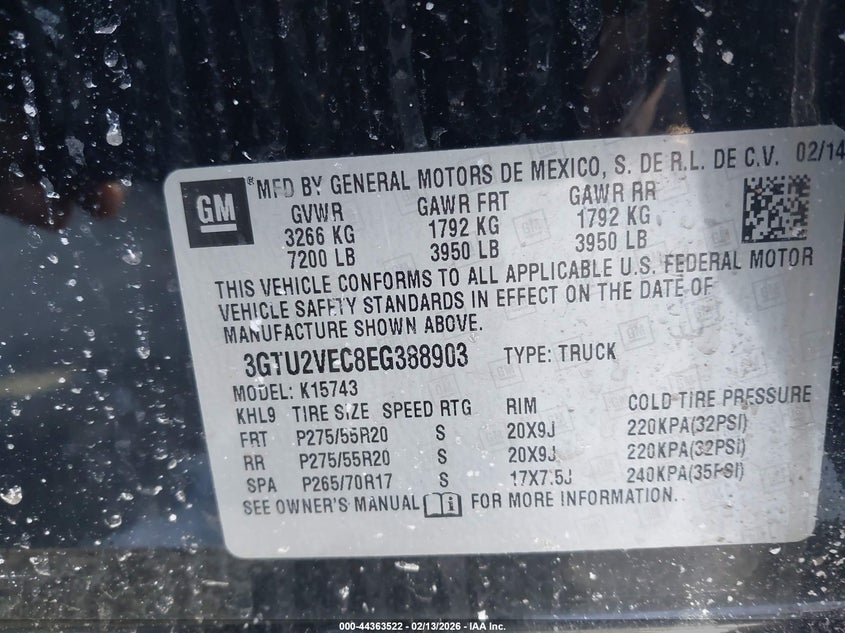 GM ® MFD BY GENERAL MOTORS DE MEXICO, S. DE R.L. DE C.V. 02/14
GVWR GAWR FRT GAWR RR
3266 KG 1792 KG 1792 KG
7200 LB 3950 LB 3950 LB
THIS VEHICLE CONFORMS TO ALL APPLICABLE U.S. FEDERAL MOTOR
VEHICLE SAFETY STANDARDS IN EFFECT ON THE DATE OF
MANUFACTURE SHOWN ABOVE.
3GTU2VEC8EG388903 TYPE: TRUCK
MODEL: K15743
KHL9 TIRE SIZE SPEED RTG RIM COLD TIRE PRESSURE
FRT P275/55R20 S 20X9J 220KPA(32PSI)
RR P275/55R20 S 20X9J 220KPA(32PSI)
SPA P265/70R17 S 17X7.5J 240KPA(35PSI)
SEE OWNER'S MANUAL i FOR MORE INFORMATION.
000-44363522 - 02/13/2026 - IAA Inc.